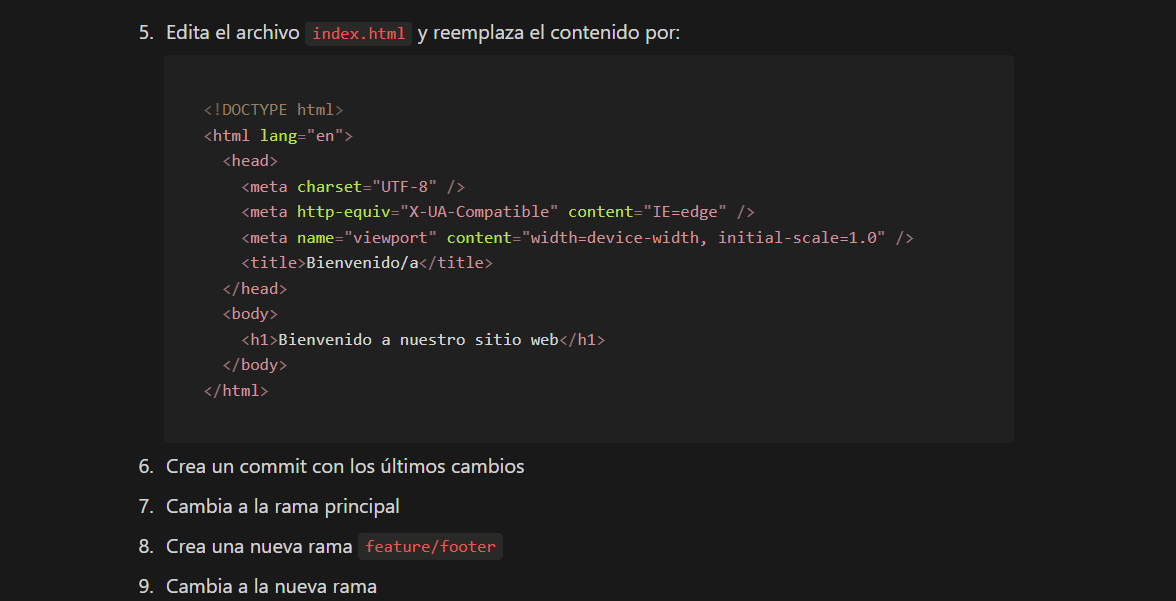 5. Edita el archivo index.html y reemplaza el contenido por:
<!DOCTYPE html>
<html lang="en">
<head>
<meta charset="UTF-8" />
<meta http-equiv="X-UA-Compatible" content="IE=edge" />
<meta name="viewport" content="width=device-width, initial-scale=1.0" />
<title>Bienvenido/a</title>
</head>
<body>
<h1>Bienvenido a nuestro sitio web</h1>
</body>
</html>
6. Crea un commit con los últimos cambios
7. Cambia a la rama principal
8. Crea una nueva rama feature/footer
9. Cambia a la nueva rama